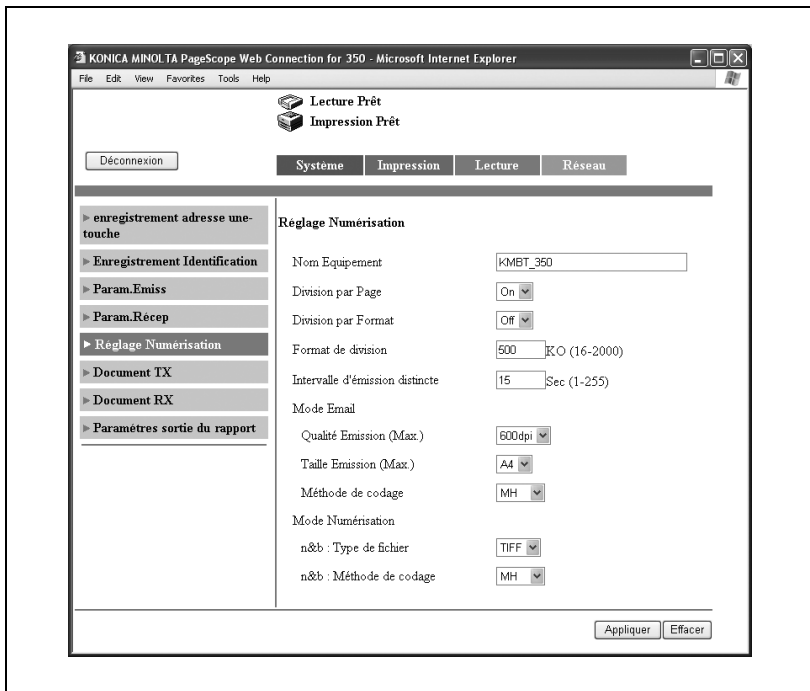 KONICA MINOLTA PageScope Web Connection for 350 - Microsoft Internet Explorer
File Edit View Favorites Tools Help
Lecture Prêt
Impression Prêt
Déconnexion
Système Impression Lecture Réseau
enregistrement adresse une-
touche
Enregistrement Identification
Param.Emiss
Param.Récep
Réglage Numérisation
Document TX
Document RX
Paramétres sortie du rapport
Réglage Numérisation
Nom Equipement KMBT_350
Division par Page On
Division par Format Off
Format de division 500 KO (16-2000)
Intervalle d'émission distincte 15 Sec (1-255)
Mode Email
Qualité Emission (Max.) 600dpi
Taille Emission (Max.) A4
Méthode de codage MH
Mode Numérisation
n&b : Type de fichier TIFF
n&b : Méthode de codage MH
Appliquer Effacer